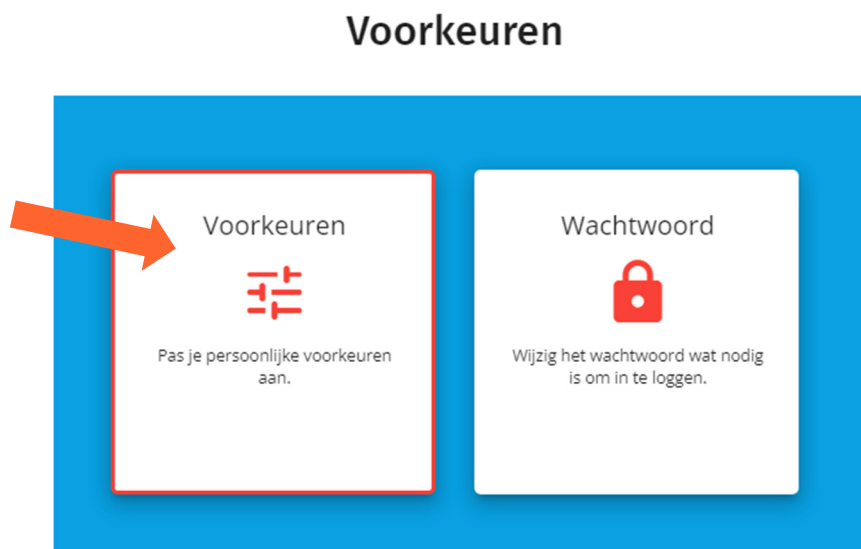 Voorkeuren
Voorkeuren
Pas je persoonlijke voorkeuren
aan.
Wachtwoord
Wijzig het wachtwoord wat nodig
is om in te loggen.